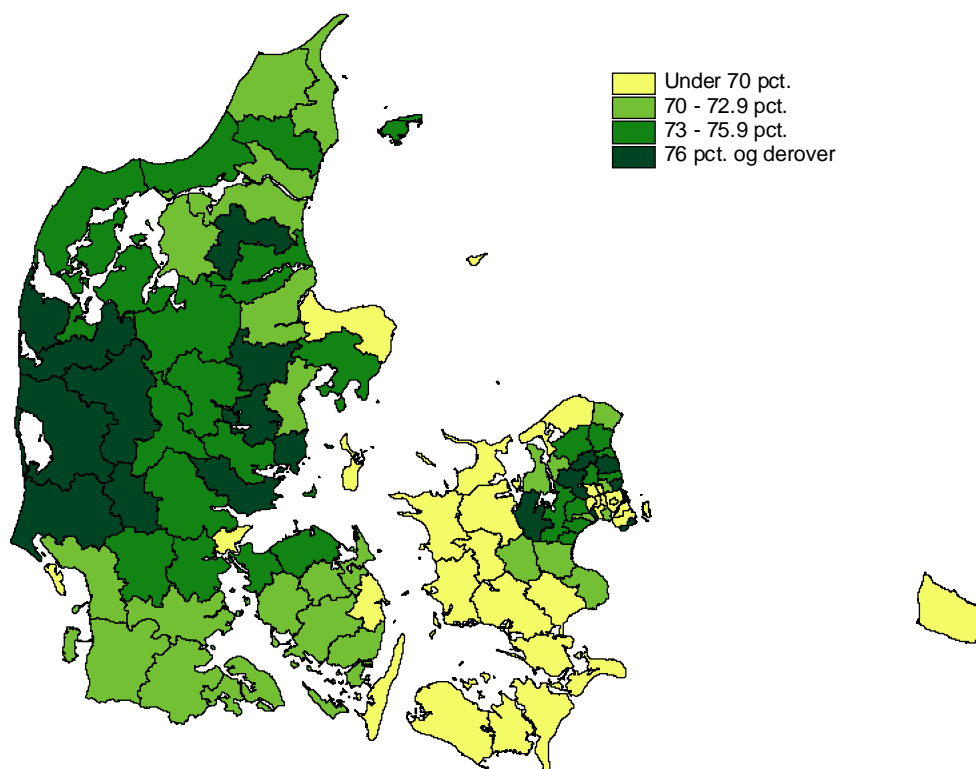 Under 70 pct.
70 - 72.9 pct.
73 - 75.9 pct.
76 pct. og derover